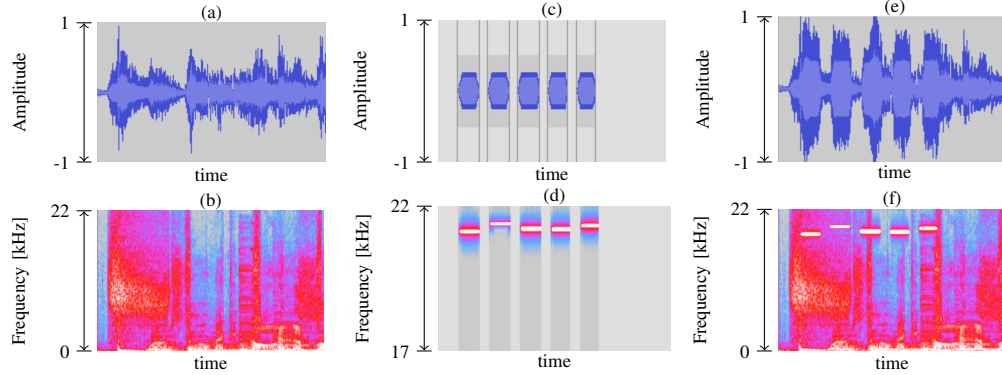 (a)
1
Amplitude
-1
time
(c)
1
Amplitude
-1
time
(e)
1
Amplitude
-1
time
(b)
22
Frequency [kHz]
0
time
(d)
22
Frequency [kHz]
17
time
(f)
22
Frequency [kHz]
0
time